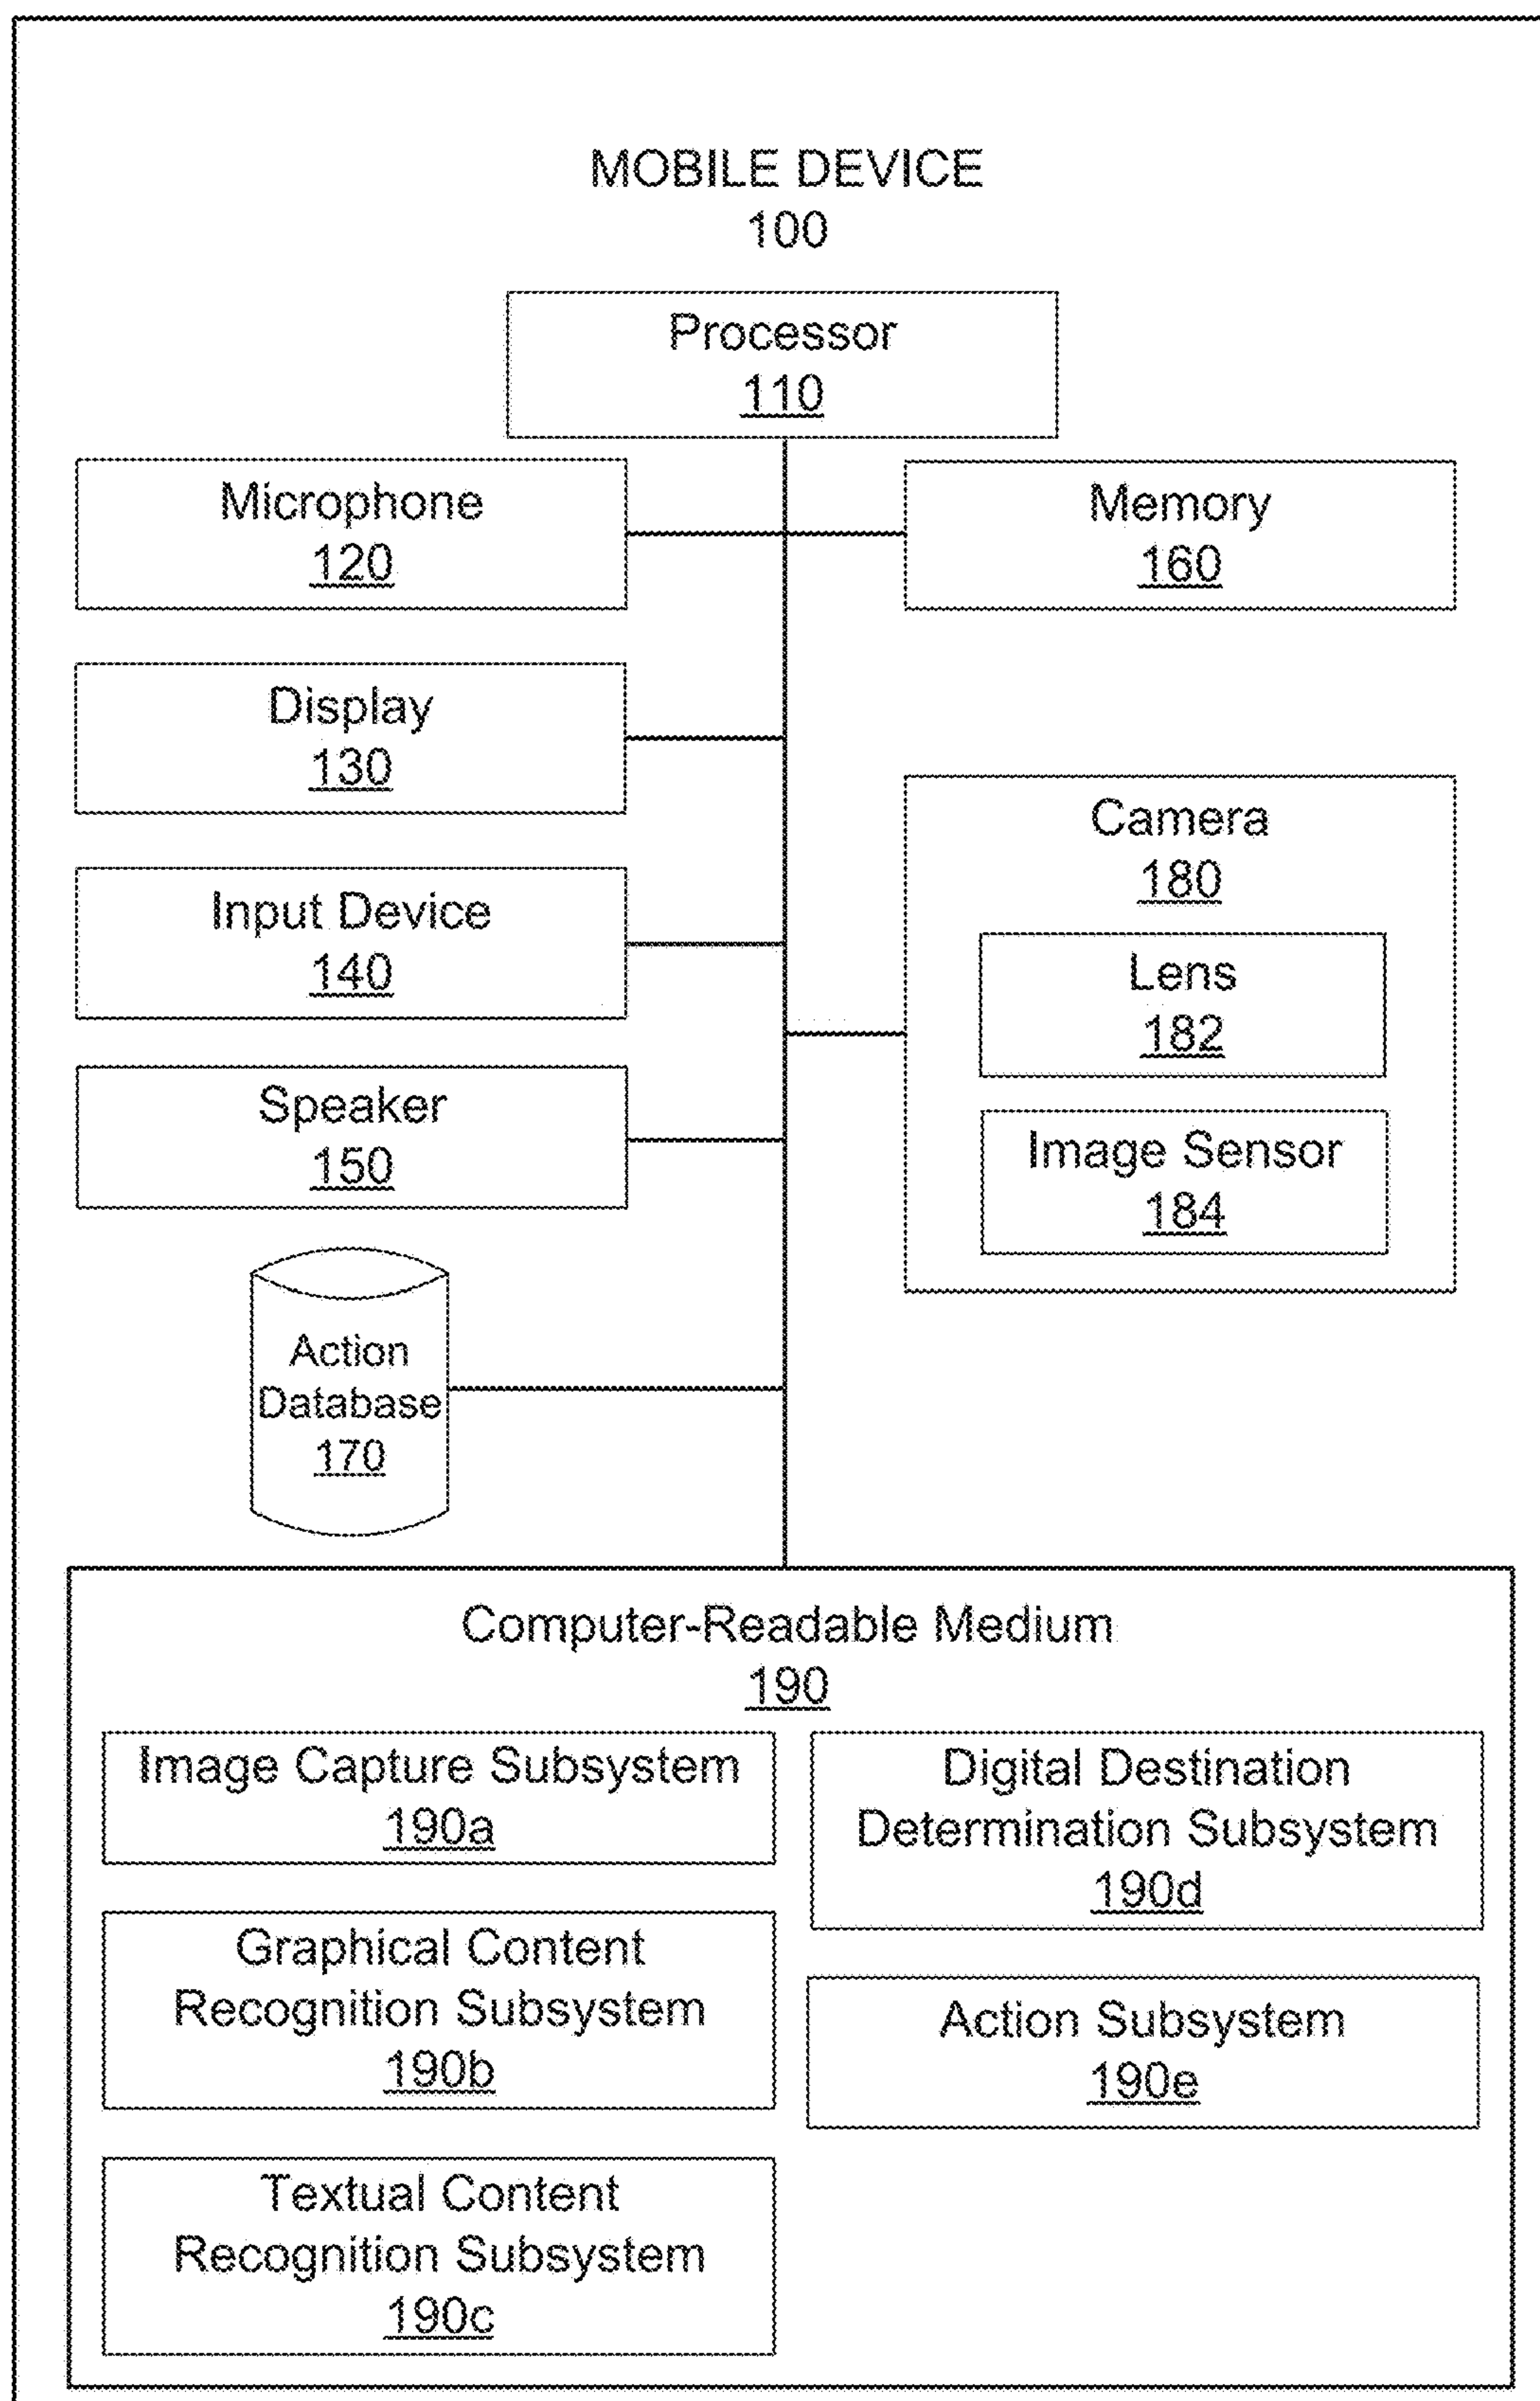 MOBILE DEVICE
100
Processor
110
Microphone
120
Memory
160
Display
130
Camera
180
Input Device
140
Lens
182
Speaker
150
Image Sensor
184
Action
Database
170
Computer-Readable Medium
190
Image Capture Subsystem
190a
Digital Destination
Determination Subsystem
190d
Graphical Content
Recognition Subsystem
190b
Action Subsystem
190e
Textual Content
Recognition Subsystem
190c